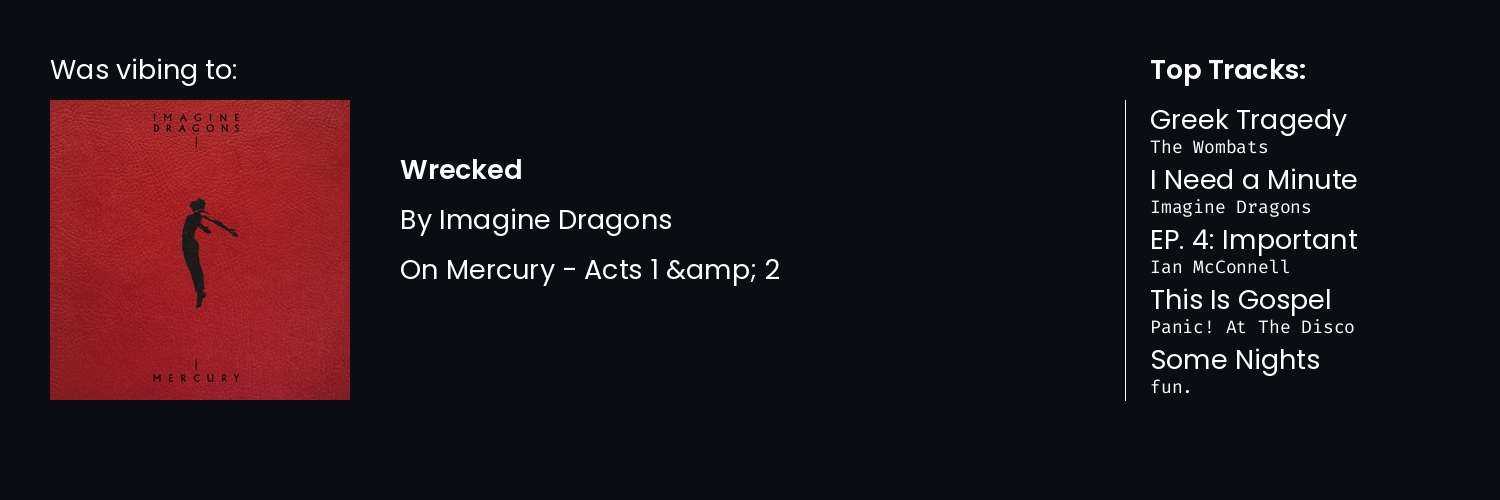 Was vibing to:
IMAGINE
DRAGONS
MERCURY
Wrecked
By Imagine Dragons
On Mercury - Acts 1 &amp;amp; 2
Top Tracks:
Greek Tragedy
The Wombats
I Need a Minute
Imagine Dragons
EP. 4: Important
Ian McConnell
This Is Gospel
Panic! At The Disco
Some Nights
fun.